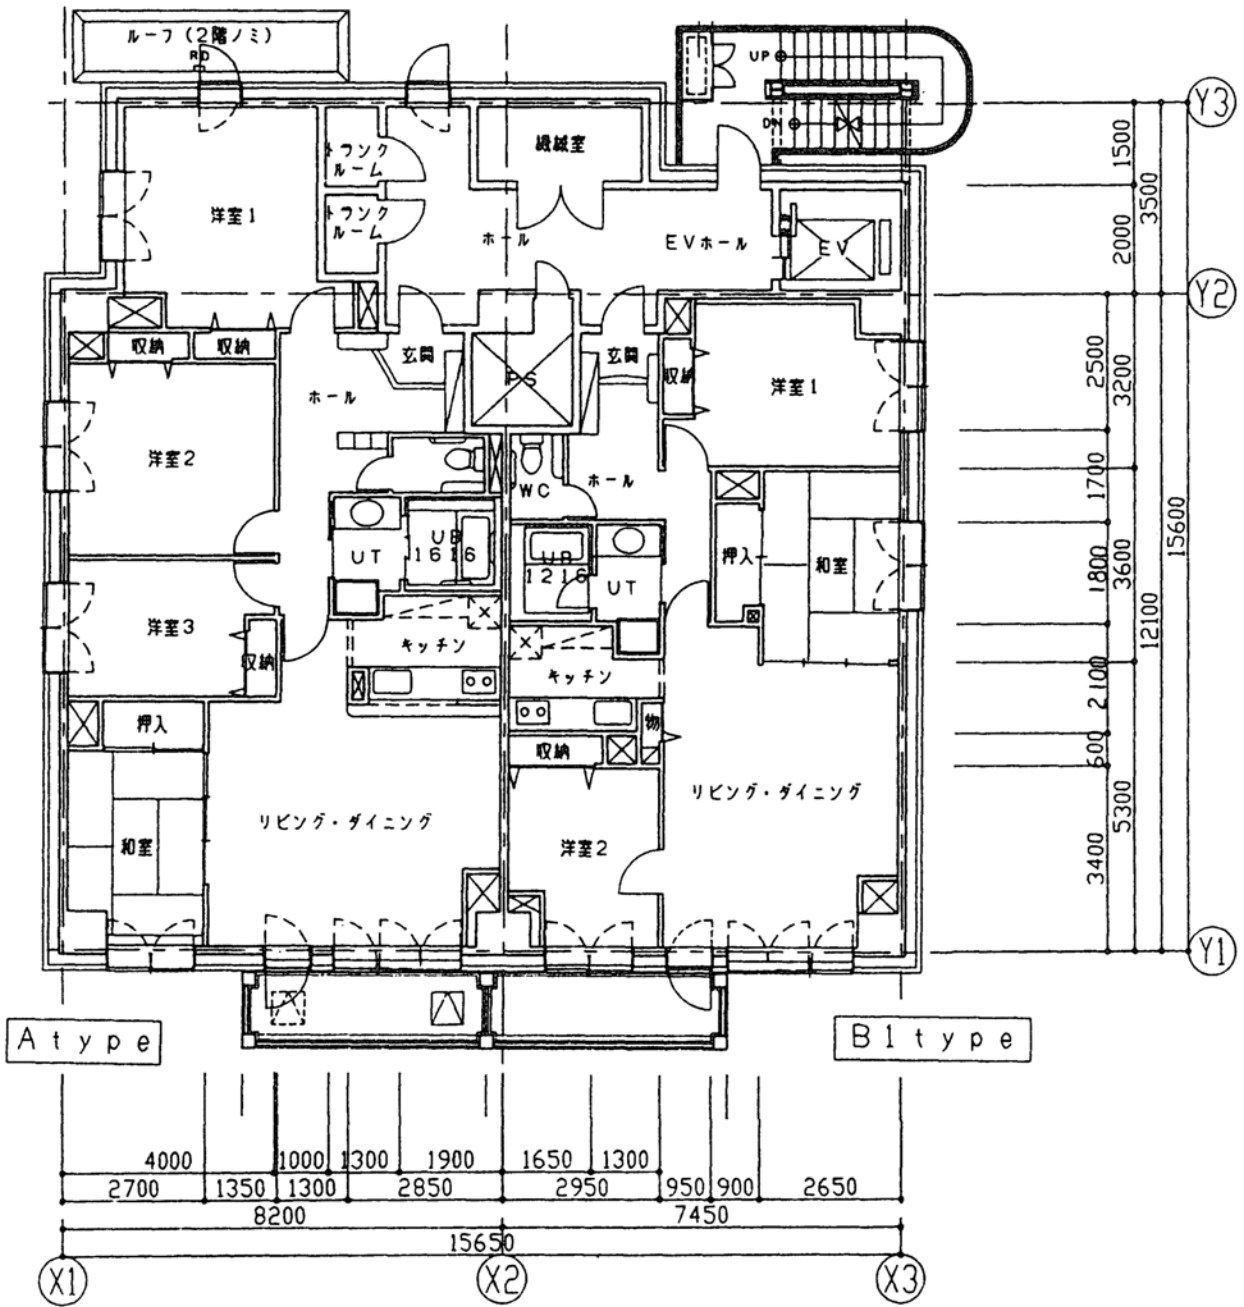 ルーフ(2階ノミ)
RD
UP
DN
Y3
機械室
トランク
ルーム
洋室1
トランク
ルーム
ホール
EVホール
EV
1500
3500
2000
Y2
収納
収納
玄関
PS
玄関
収納
洋室1
2500
3200
ホール
洋室2
WC
ホール
1700
15600
UT
UB
1616
UB
1216
UT
押入
和室
1800
3600
12100
洋室3
収納
キッチン
キッチン
2100
押入
物
収納
600
リビング・ダイニング
リビング・ダイニング
和室
洋室2
3400
5300
Y1
A type
B1type
4000
1000
1300
1900
1650
1300
2700
1350
1300
2850
2950
950
900
2650
8200
7450
15650
X1
X2
X3